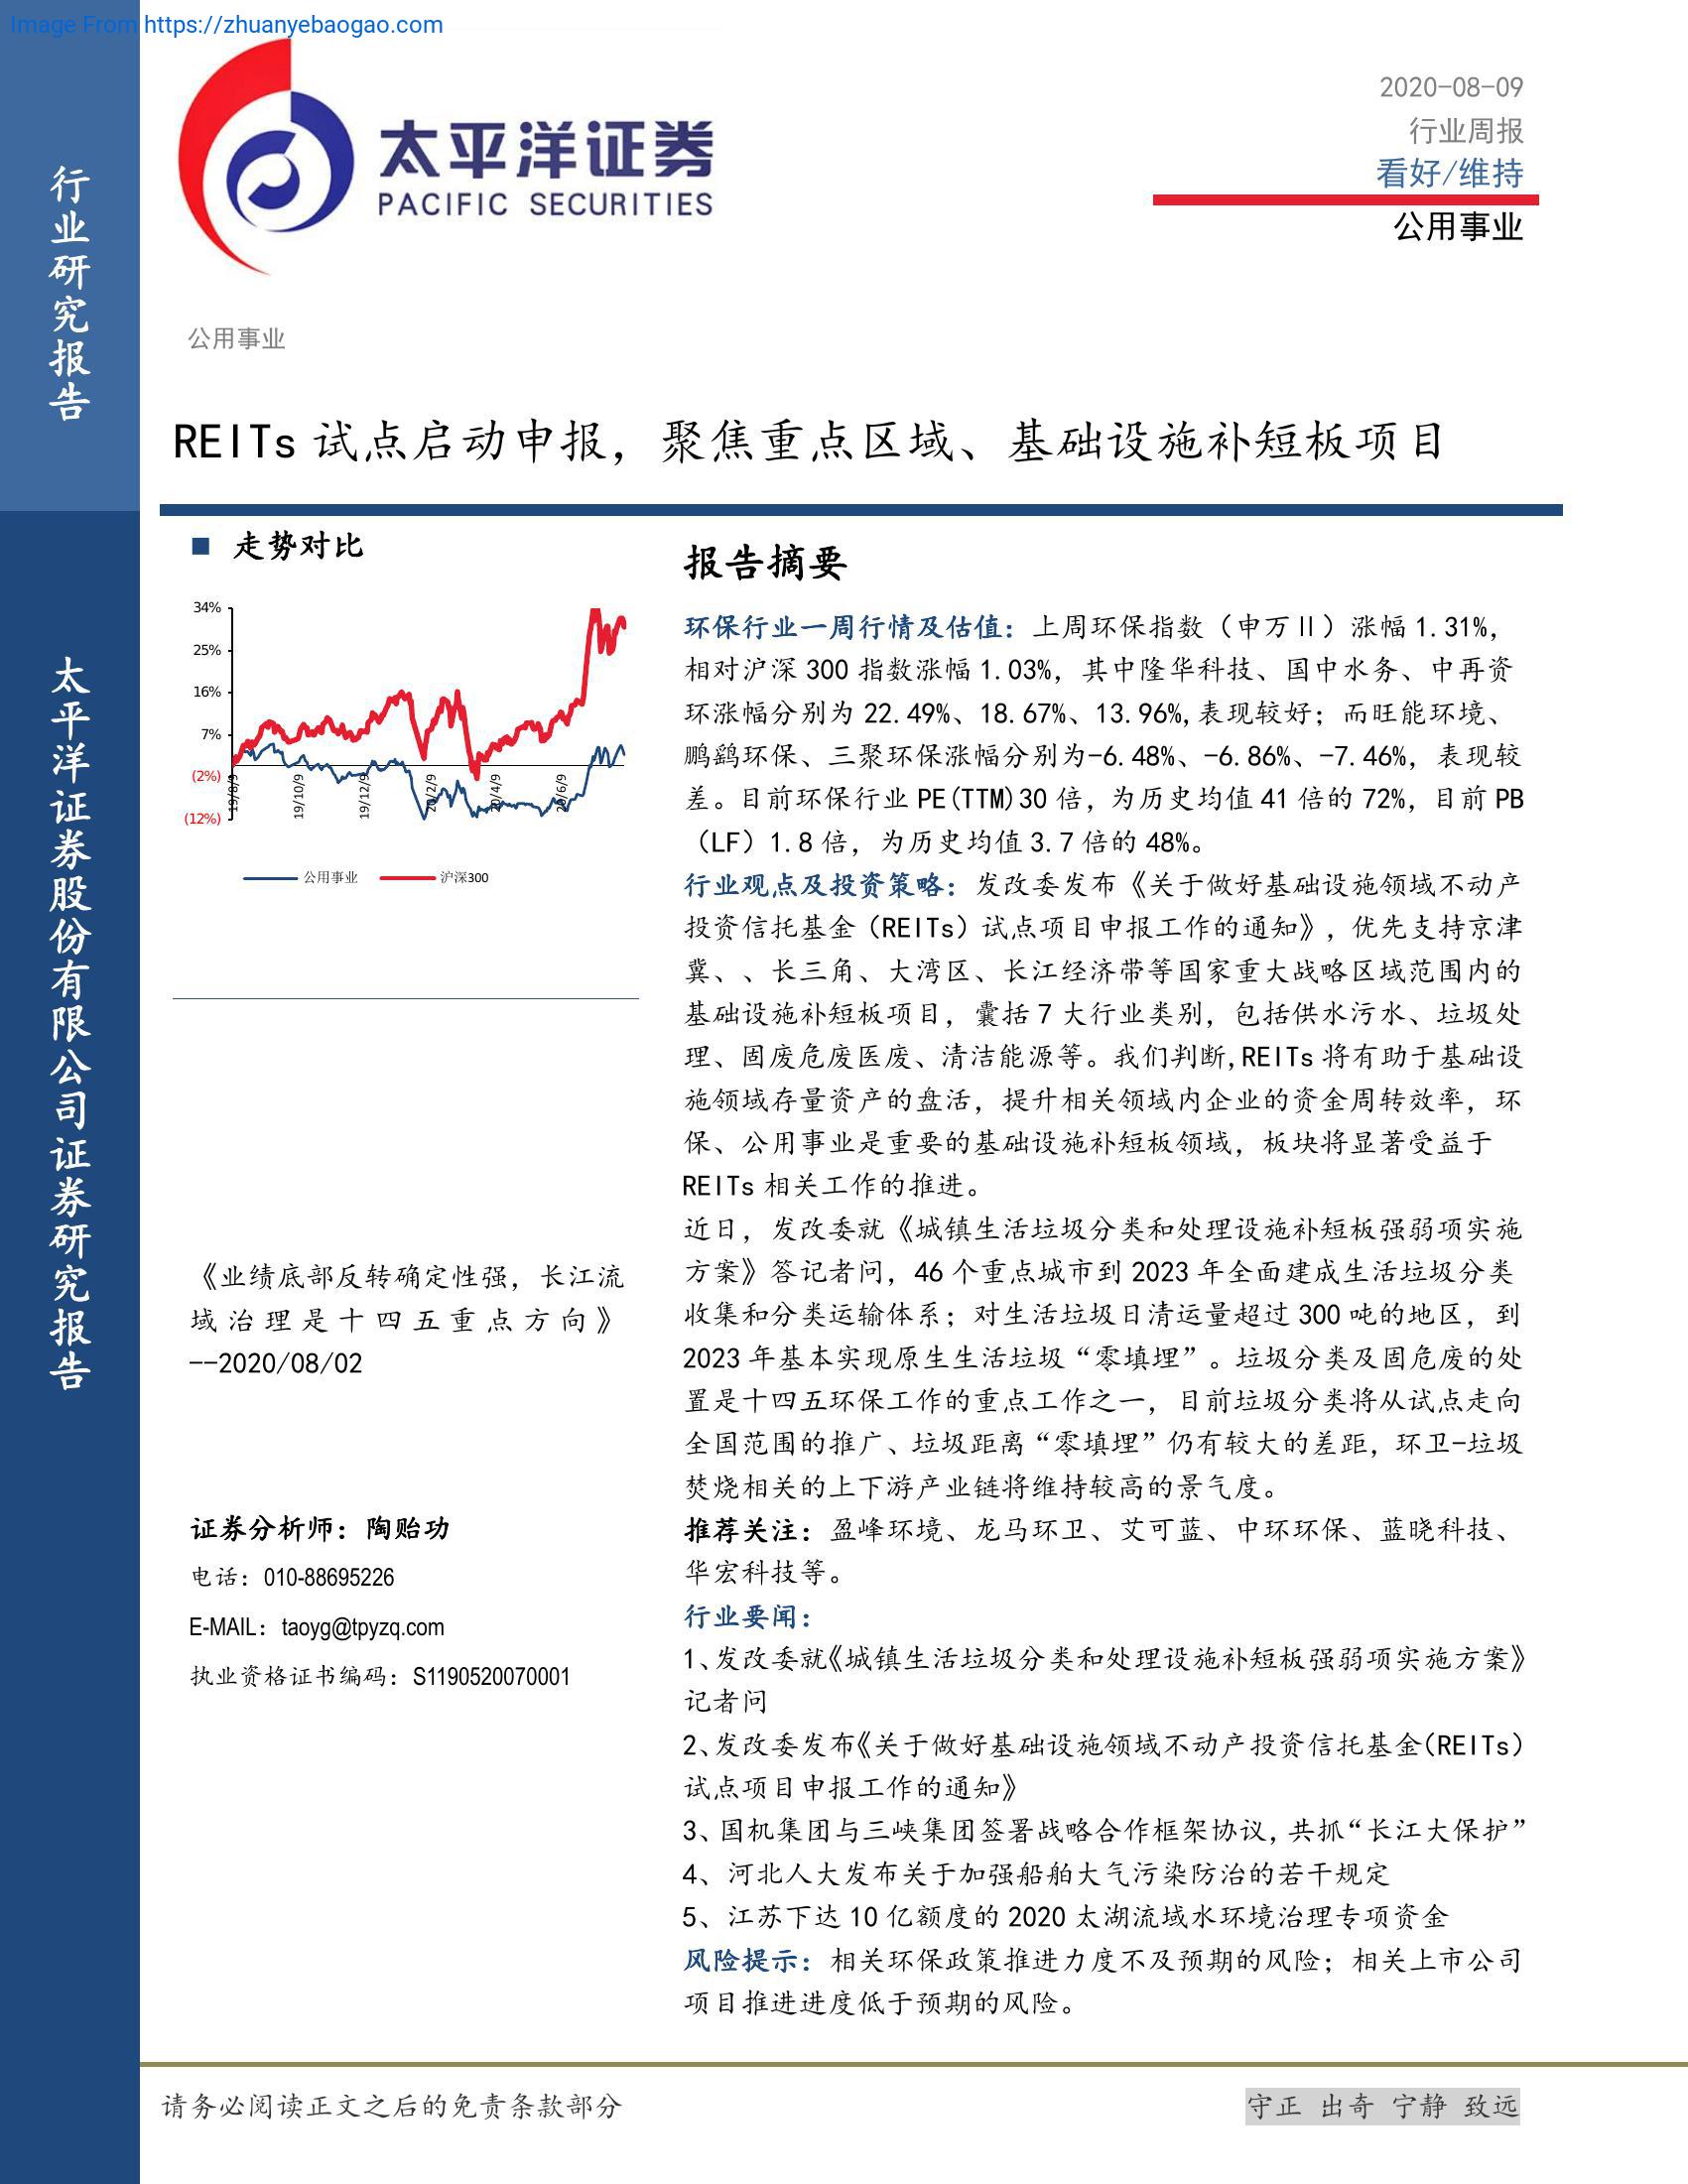 Image From https://zhuanyebaogao.com
行业研究报告
太平洋证券股份有限公司证券研究报告
太平洋证券
PACIFIC SECURITIES
2020-08-09
行业周报
看好/维持
公用事业
公用事业
REITs 试点启动申报，聚焦重点区域、基础设施补短板项目
■ 走势对比
34%
25%
16%
7%
(2%)
(12%)
19/8/9
19/10/9
19/12/9
20/2/9
20/4/9
20/6/9
公用事业 沪深300
《业绩底部反转确定性强，长江流
域治理是十四五重点方向》
--2020/08/02
证券分析师：陶贻功
电话：010-88695226
E-MAIL：taoyg@tpyzq.com
执业资格证书编码：S1190520070001
报告摘要
环保行业一周行情及估值：上周环保指数（申万Ⅱ）涨幅 1.31%，
相对沪深 300 指数涨幅 1.03%，其中隆华科技、国中水务、中再资
环涨幅分别为 22.49%、18.67%、13.96%,表现较好；而旺能环境、
鹏鹞环保、三聚环保涨幅分别为-6.48%、-6.86%、-7.46%，表现较
差。目前环保行业 PE(TTM)30 倍，为历史均值 41 倍的 72%，目前 PB
（LF）1.8 倍，为历史均值 3.7 倍的 48%。
行业观点及投资策略：发改委发布《关于做好基础设施领域不动产
投资信托基金（REITs）试点项目申报工作的通知》，优先支持京津
冀、、长三角、大湾区、长江经济带等国家重大战略区域范围内的
基础设施补短板项目，囊括 7 大行业类别，包括供水污水、垃圾处
理、固废危废医废、清洁能源等。我们判断,REITs 将有助于基础设
施领域存量资产的盘活，提升相关领域内企业的资金周转效率，环
保、公用事业是重要的基础设施补短板领域，板块将显著受益于
REITs 相关工作的推进。
近日，发改委就《城镇生活垃圾分类和处理设施补短板强弱项实施
方案》答记者问，46 个重点城市到 2023 年全面建成生活垃圾分类
收集和分类运输体系；对生活垃圾日清运量超过 300 吨的地区，到
2023 年基本实现原生生活垃圾“零填埋”。垃圾分类及固危废的处
置是十四五环保工作的重点工作之一，目前垃圾分类将从试点走向
全国范围的推广、垃圾距离“零填埋”仍有较大的差距，环卫-垃圾
焚烧相关的上下游产业链将维持较高的景气度。
推荐关注：盈峰环境、龙马环卫、艾可蓝、中环环保、蓝晓科技、
华宏科技等。
行业要闻：
1、发改委就《城镇生活垃圾分类和处理设施补短板强弱项实施方案》
记者问
2、发改委发布《关于做好基础设施领域不动产投资信托基金（REITs）
试点项目申报工作的通知》
3、国机集团与三峡集团签署战略合作框架协议，共抓“长江大保护”
4、河北人大发布关于加强船舶大气污染防治的若干规定
5、江苏下达 10 亿额度的 2020 太湖流域水环境治理专项资金
风险提示：相关环保政策推进力度不及预期的风险；相关上市公司
项目推进进度低于预期的风险。
请务必阅读正文之后的免责条款部分
守正 出奇 宁静 致远